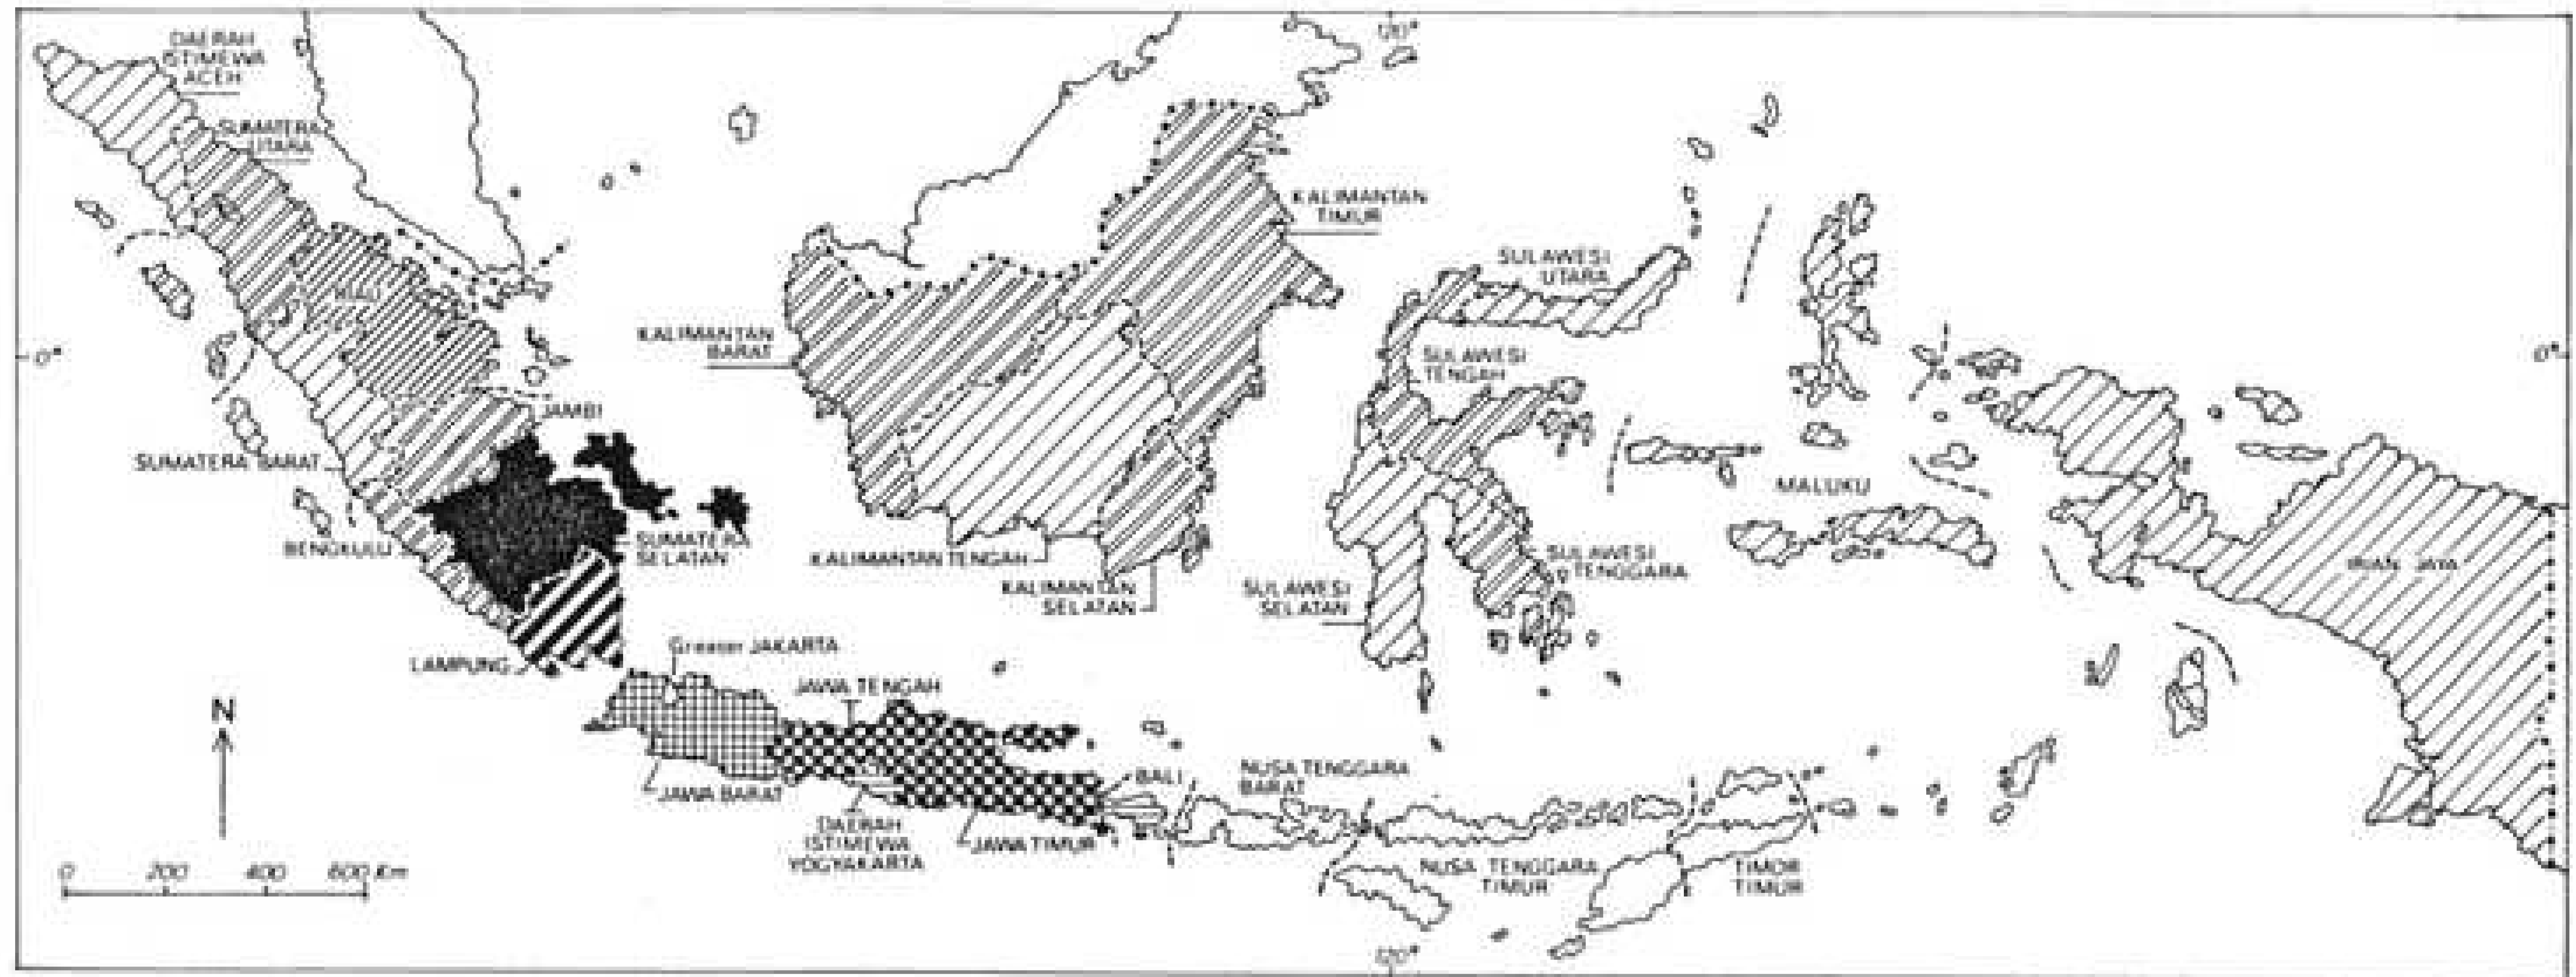 DAERAH
ISTIMEWA
ACEH
SUMATERA
UTARA
RIAU
0°
JAMBI
SUMATERA BARAT
BENGKULU
SUMATERA
SELATAN
LAMPUNG
Greater JAKARTA
JAWA TENGAH
JAWA BARAT
DAERAH
ISTIMEWA
YOGYAKARTA
JAWA TIMUR
BALI
NUSA TENGGARA
BARAT
NUSA TENGGARA
TIMUR
TIMOR
TIMUR
KALIMANTAN
BARAT
KALIMANTAN TENGAH
KALIMANTAN
SELATAN
KALIMANTAN
TIMUR
SULAWESI
UTARA
SULAWESI
TENGAH
SULAWESI
TENGGARA
SULAWESI
SELATAN
MALUKU
IRIAN JAYA
120°
0°
120°
N
0 200 400 600 Km